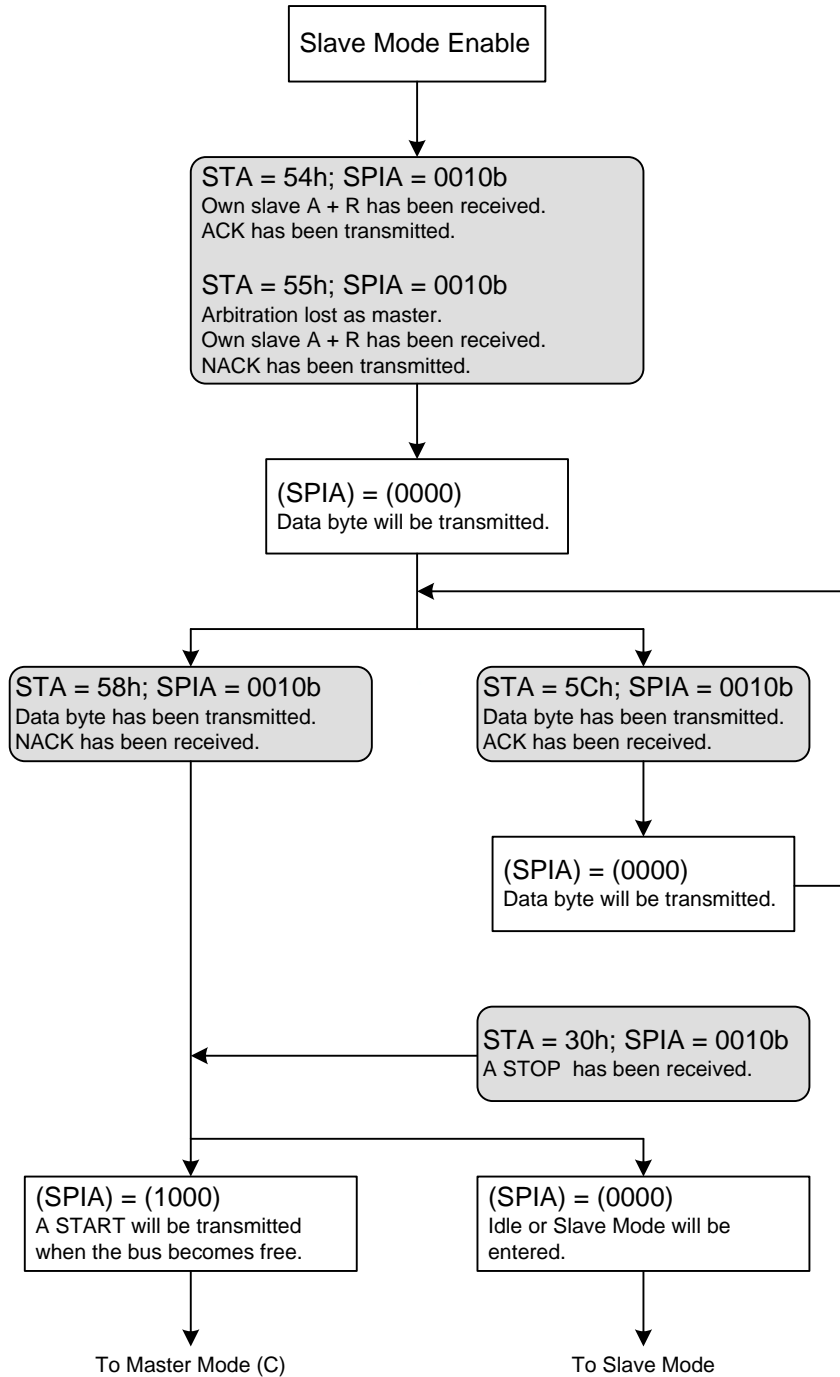 Slave Mode Enable
STA = 54h; SPIA = 0010b
Own slave A + R has been received.
ACK has been transmitted.
STA = 55h; SPIA = 0010b
Arbitration lost as master.
Own slave A + R has been received.
NACK has been transmitted.
(SPIA) = (0000)
Data byte will be transmitted.
STA = 58h; SPIA = 0010b
Data byte has been transmitted.
NACK has been received.
STA = 5Ch; SPIA = 0010b
Data byte has been transmitted.
ACK has been received.
(SPIA) = (0000)
Data byte will be transmitted.
STA = 30h; SPIA = 0010b
A STOP has been received.
(SPIA) = (1000)
A START will be transmitted
when the bus becomes free.
(SPIA) = (0000)
Idle or Slave Mode will be
entered.
To Master Mode (C)
To Slave Mode